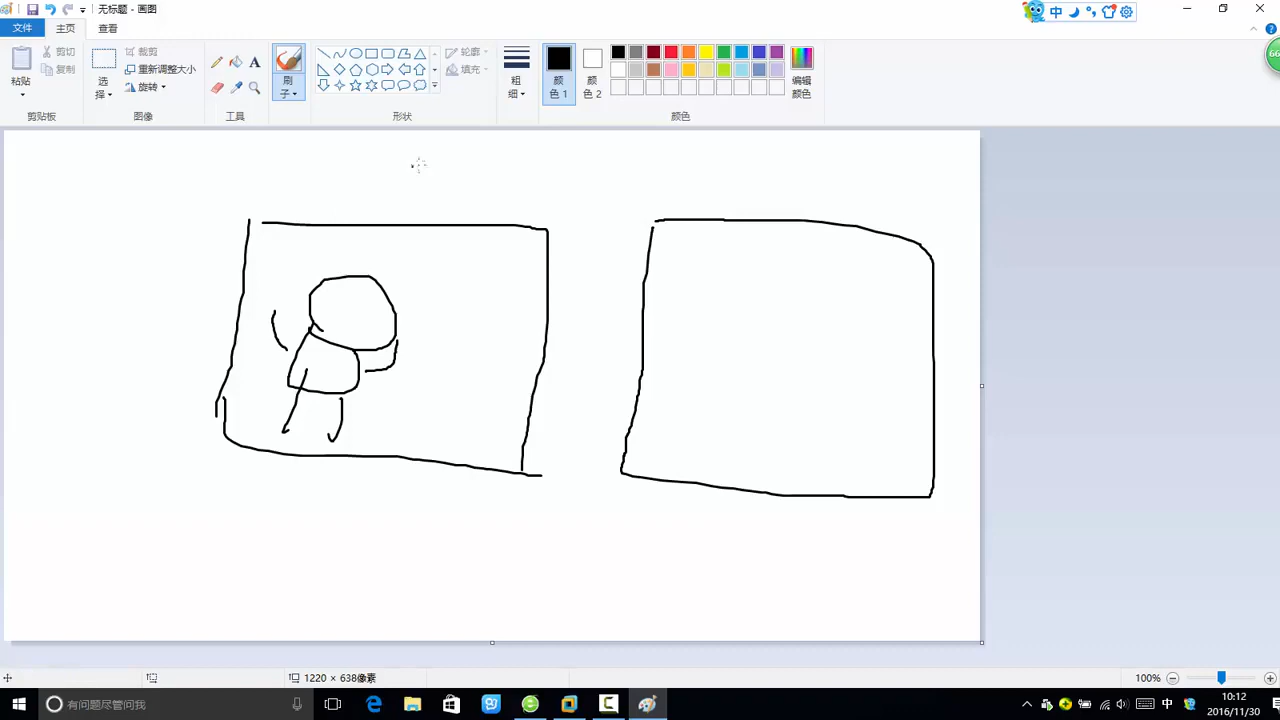 无标题 - 画图
中
文件
主页
查看
粘贴
剪切
复制
剪贴板
选择
裁剪
重新调整大小
旋转
图像
A
工具
刷子
轮廓
填充
形状
粗细
颜色 1
颜色 2
编辑颜色
颜色
66
1220 × 638像素
100%
有问题尽管问我
中
10:12
2016/11/30